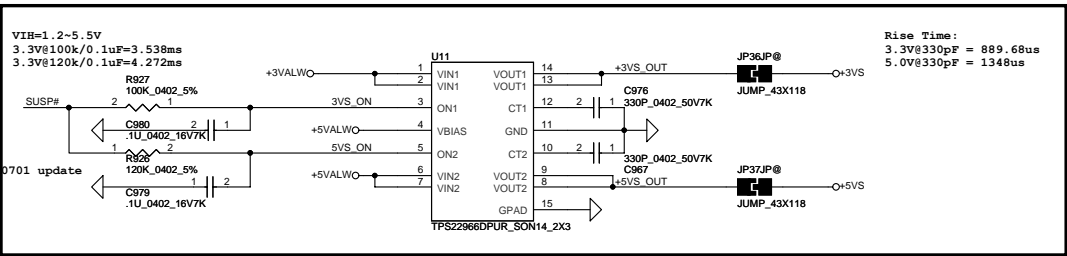 VIH=1.2~5.5V
3.3V@100k/0.1uF=3.538ms
3.3V@120k/0.1uF=4.272ms
Rise Time:
3.3V@330pF = 889.68us
5.0V@330pF = 1348us
R927
100K_0402_5%
SUSP#
2 1
3VS_ON
C980
2 1
.1U_0402_16V7K
1 2
5VS_ON
R926
120K_0402_5%
0701 update
1 2
C979
.1U_0402_16V7K
+3VALW
+5VALW
+5VALW
U11
1 VIN1 VOUT1 14
2 VIN1 VOUT1 13
3 ON1 CT1 12
4 VBIAS GND 11
5 ON2 CT2 10
6 VIN2 VOUT2 9
7 VIN2 VOUT2 8
GPAD 15
TPS22966DPUR_SON14_2X3
+3VS_OUT
C976
2 1
330P_0402_50V7K
2 1
330P_0402_50V7K
C967
+5VS_OUT
JP36JP@
+3VS
JUMP_43X118
JP37JP@
+5VS
JUMP_43X118